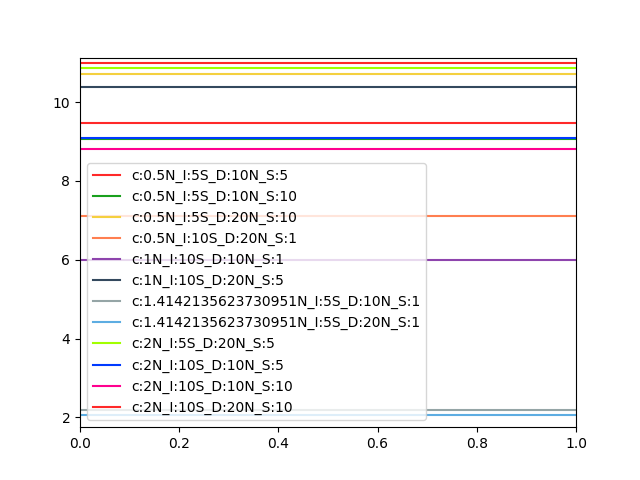 10
8
6
4
2
c:0.5N_I:5S_D:10N_S:5
c:0.5N_I:5S_D:10N_S:10
c:0.5N_I:5S_D:20N_S:10
c:0.5N_I:10S_D:20N_S:1
c:1N_I:10S_D:10N_S:1
c:1N_I:10S_D:20N_S:5
c:1.4142135623730951N_I:5S_D:10N_S:1
c:1.4142135623730951N_I:5S_D:20N_S:1
c:2N_I:5S_D:20N_S:5
c:2N_I:10S_D:10N_S:5
c:2N_I:10S_D:10N_S:10
c:2N_I:10S_D:20N_S:10
0.0 0.2 0.4 0.6 0.8 1.0